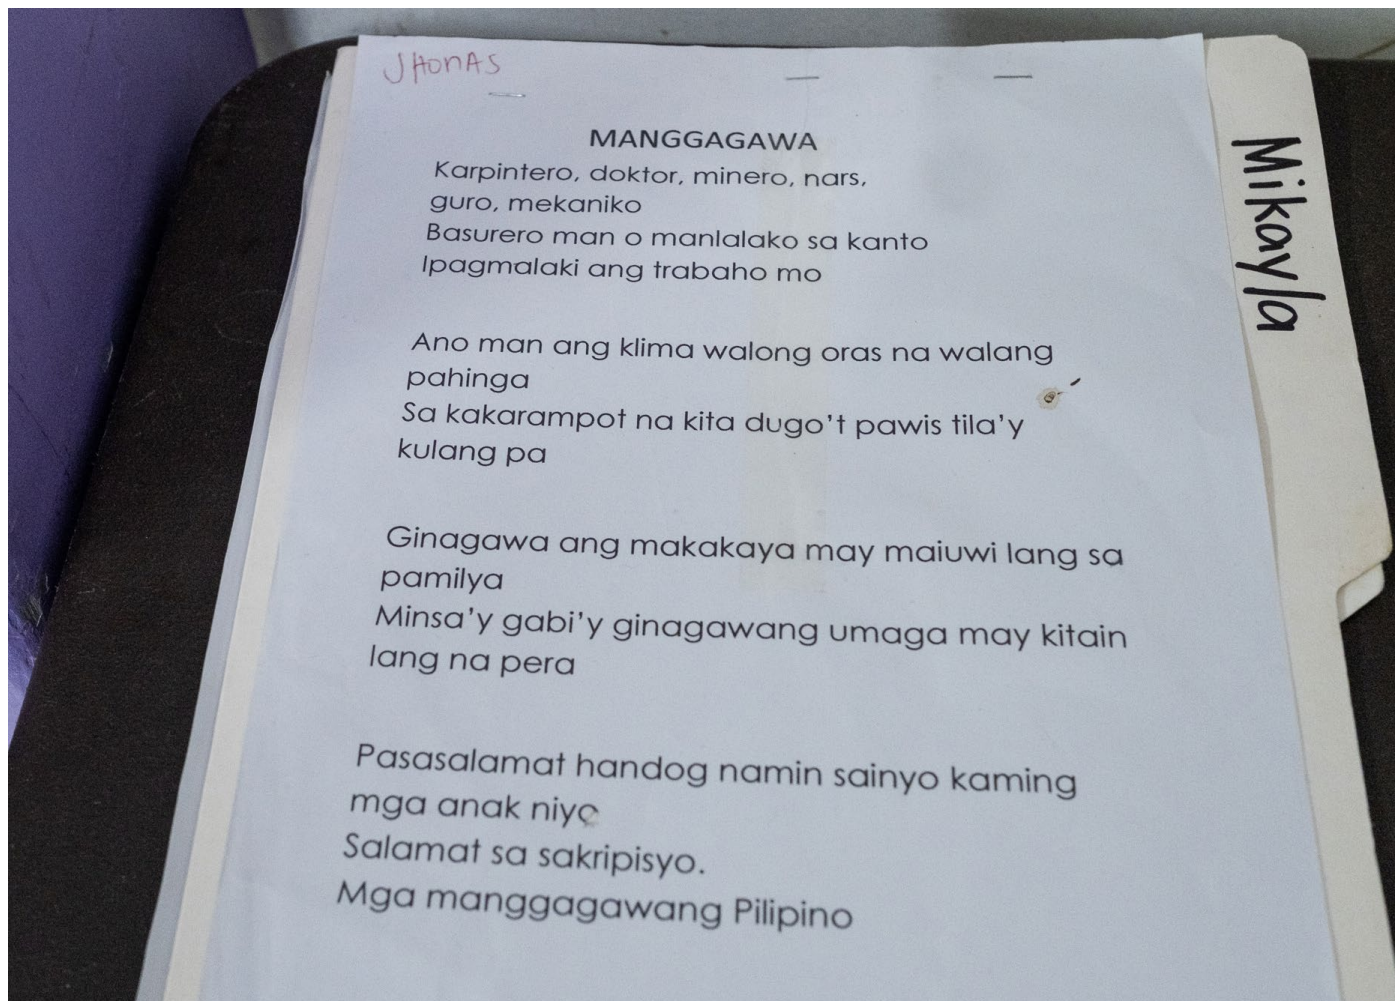 JHONAS
MANGGAGAWA
Karpintero, doktor, minero, nars,
guro, mekaniko
Basurero man o manlalako sa kanto
Ipagmalaki ang trabaho mo
Ano man ang klima walong oras na walang
pahinga
Sa kakarampot na kita dugo't pawis tila'y
kulang pa
Ginagawa ang makakaya may maiuwi lang sa
pamilya
Minsa'y gabi'y ginagawang umaga may kitain
lang na pera
Pasasalamat handog namin sainyo kaming
mga anak niyo
Salamat sa sakripisyo.
Mga manggagawang Pilipino
Mikayla